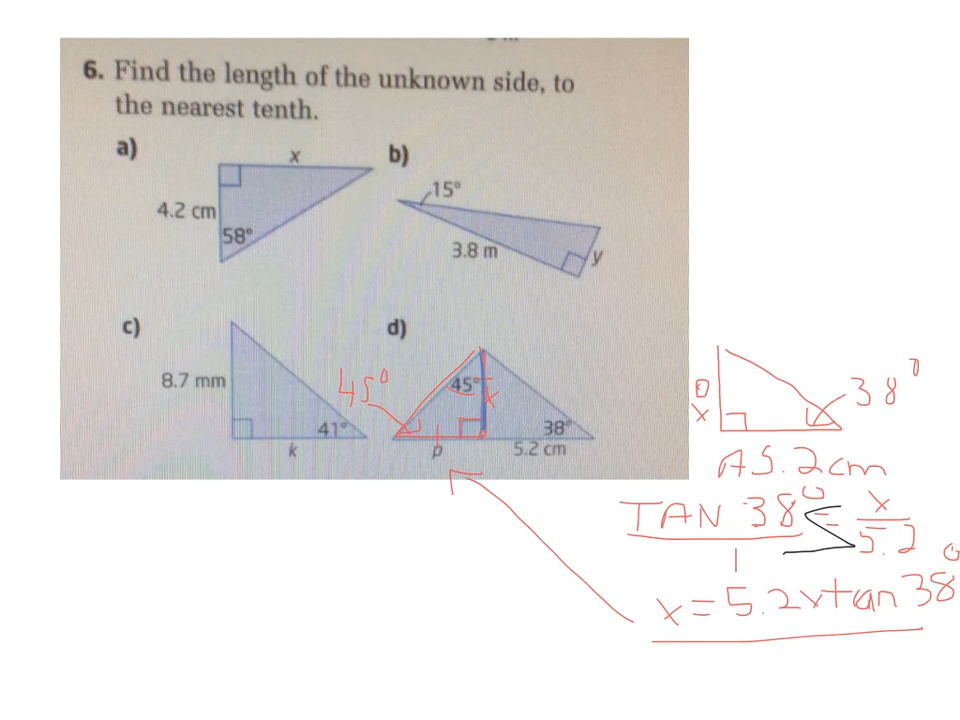 6. Find the length of the unknown side, to
the nearest tenth.
a)
x
4.2 cm
58°
b)
15°
3.8 m
y
c)
8.7 mm
41°
k
d)
45°
45°
x
38°
p
5.2 cm
O
x
38°
A 5.2cm
TAN 38° = x
1 5.2
x = 5.2 x tan 38°